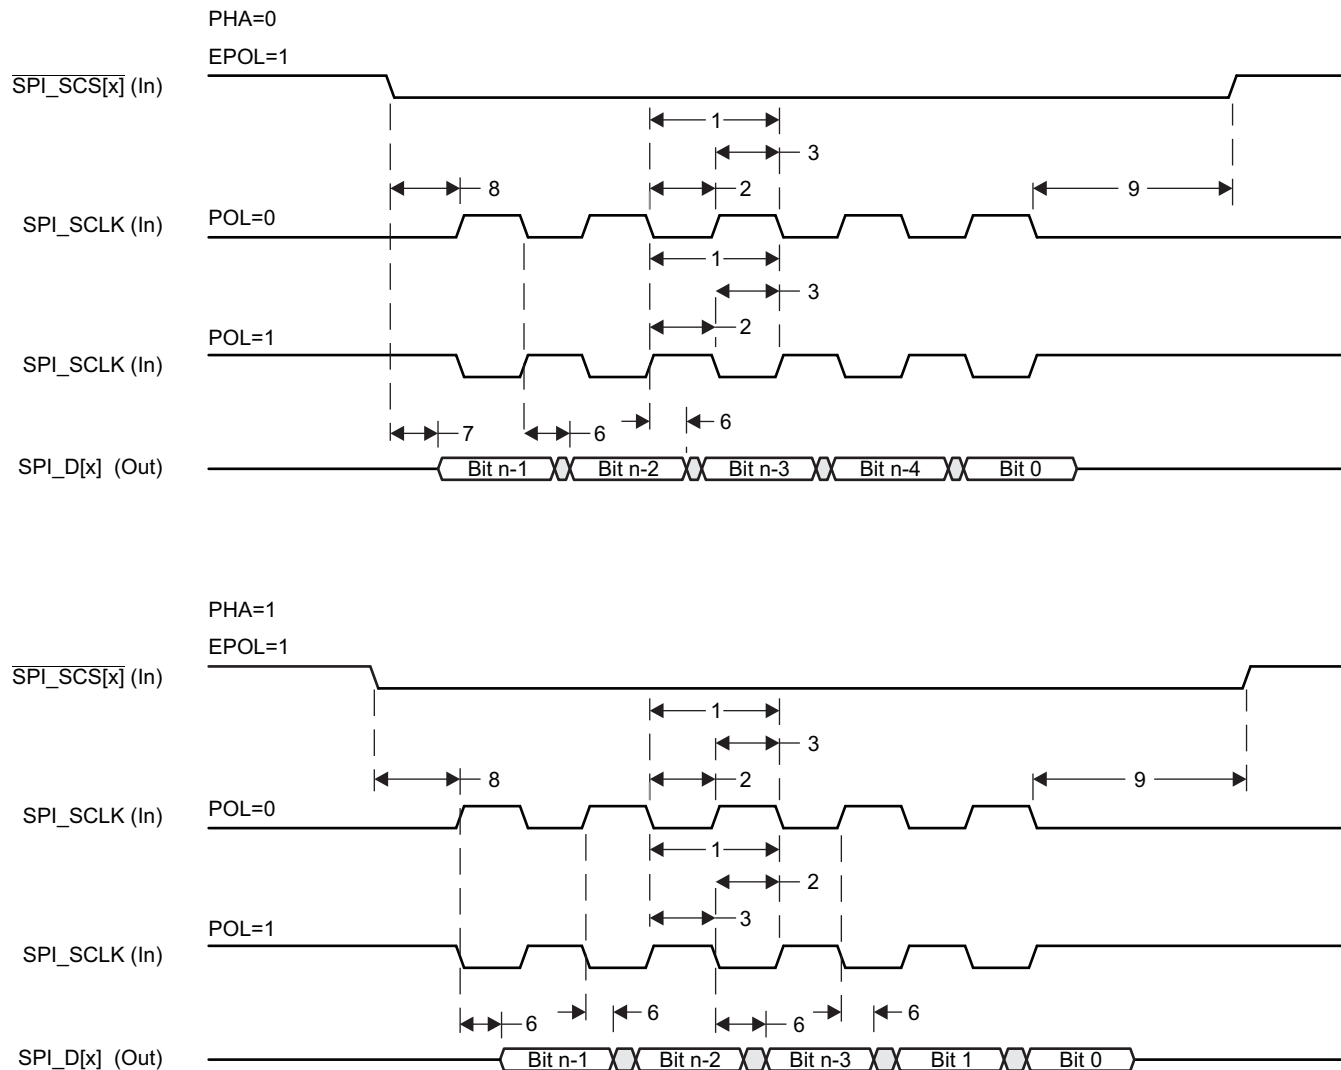 PHA=0
EPOL=1
SPI_SCS[x] (In)
1
3
8
2
9
POL=0
SPI_SCLK (In)
1
3
2
POL=1
SPI_SCLK (In)
7
6
6
SPI_D[x] (Out)
Bit n-1
Bit n-2
Bit n-3
Bit n-4
Bit 0
PHA=1
EPOL=1
SPI_SCS[x] (In)
1
3
8
2
9
POL=0
SPI_SCLK (In)
1
2
3
POL=1
SPI_SCLK (In)
6
6
6
6
SPI_D[x] (Out)
Bit n-1
Bit n-2
Bit n-3
Bit 1
Bit 0